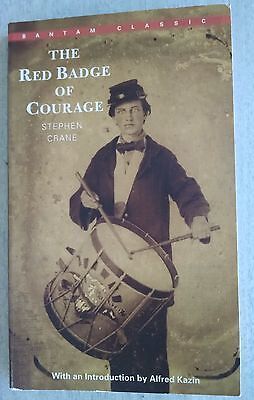 BANTAM CLASSIC
THE
RED BADGE
OF
COURAGE
STEPHEN
CRANE
With an Introduction by Alfred Kazin